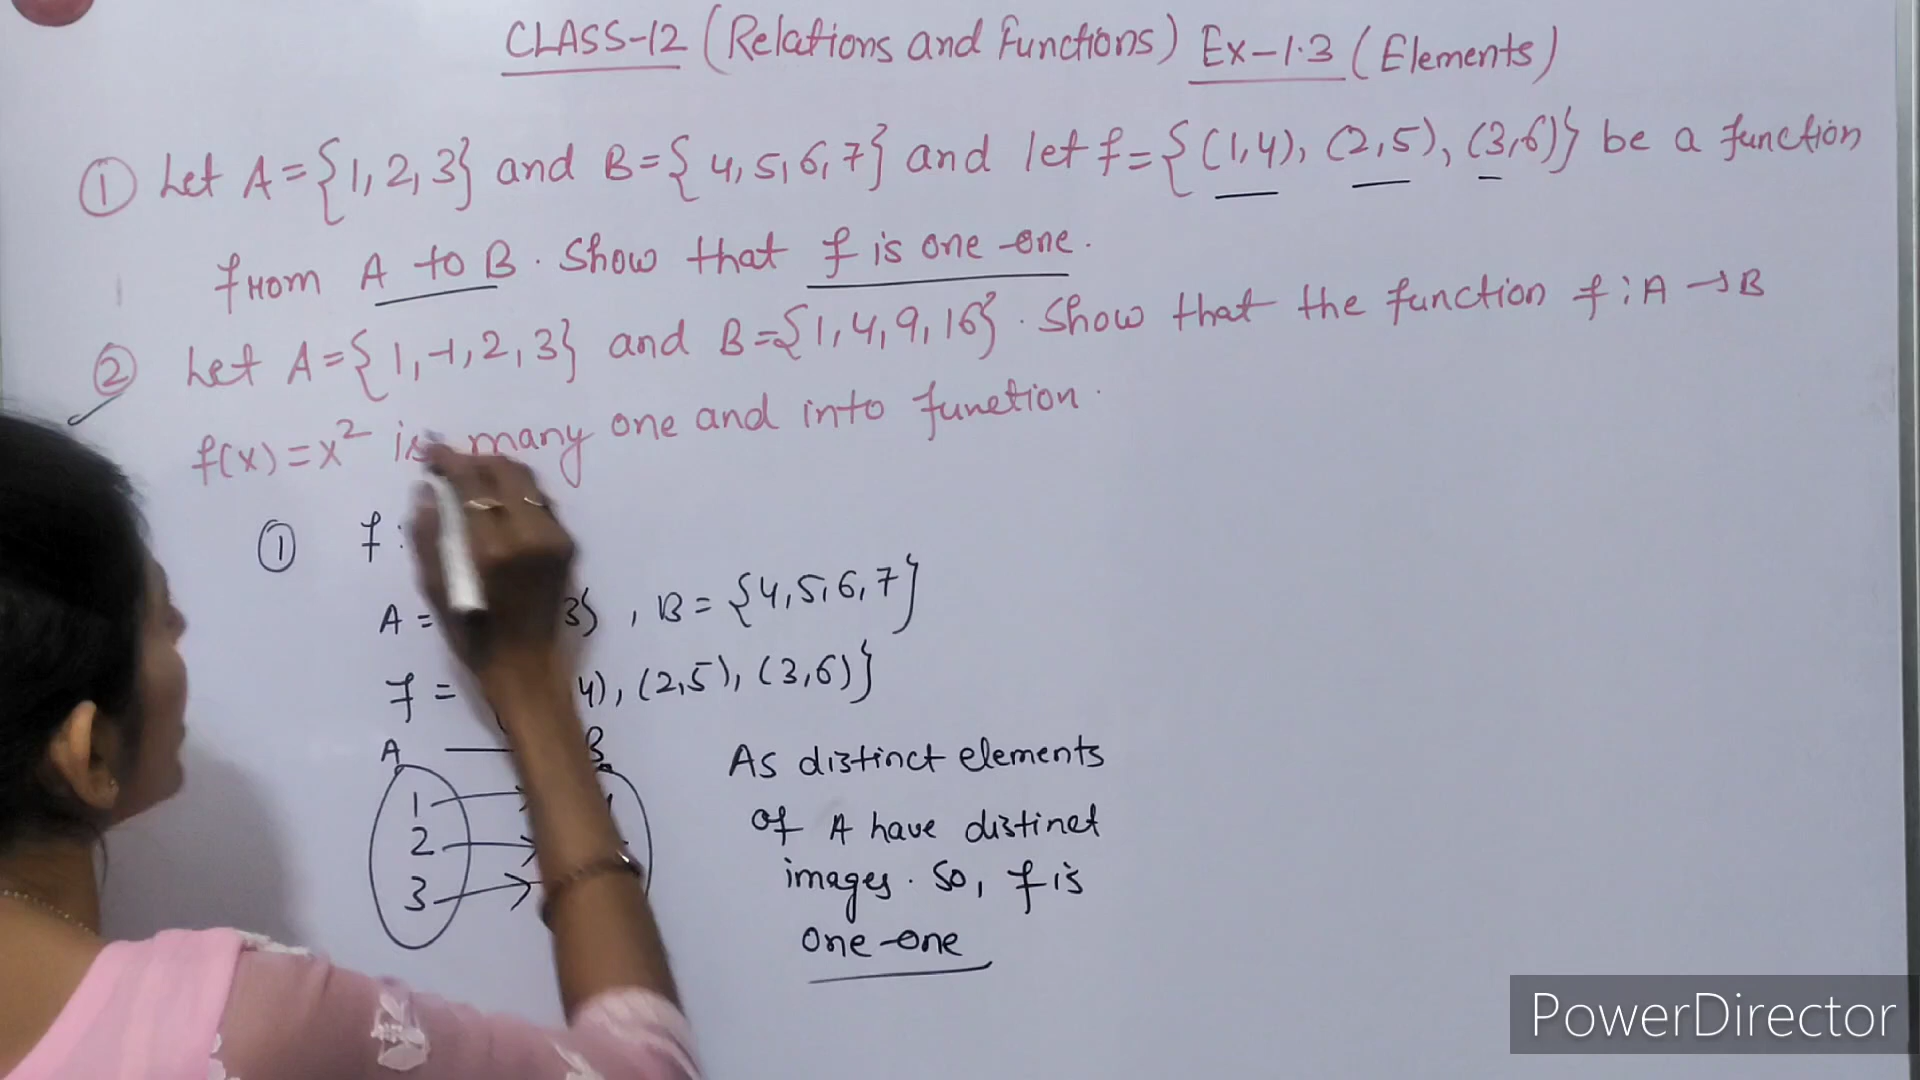 CLASS-12 (Relations and Functions) Ex-1.3 (Elements)
① Let A={1,2,3} and B={4,5,6,7} and let f={(1,4), (2,5), (3,6)} be a function
from A to B. Show that f is one-one.
② Let A={1,-1,2,3} and B={1,4,9,16}. Show that the function f:A→B
f(x)=x² is many one and into function.
① f:
A = 3}, B = {4,5,6,7}
f = 4), (2,5), (3,6)}
A B
1
2
3
As distinct elements
of A have distinct
images. So, f is
one-one
PowerDirector